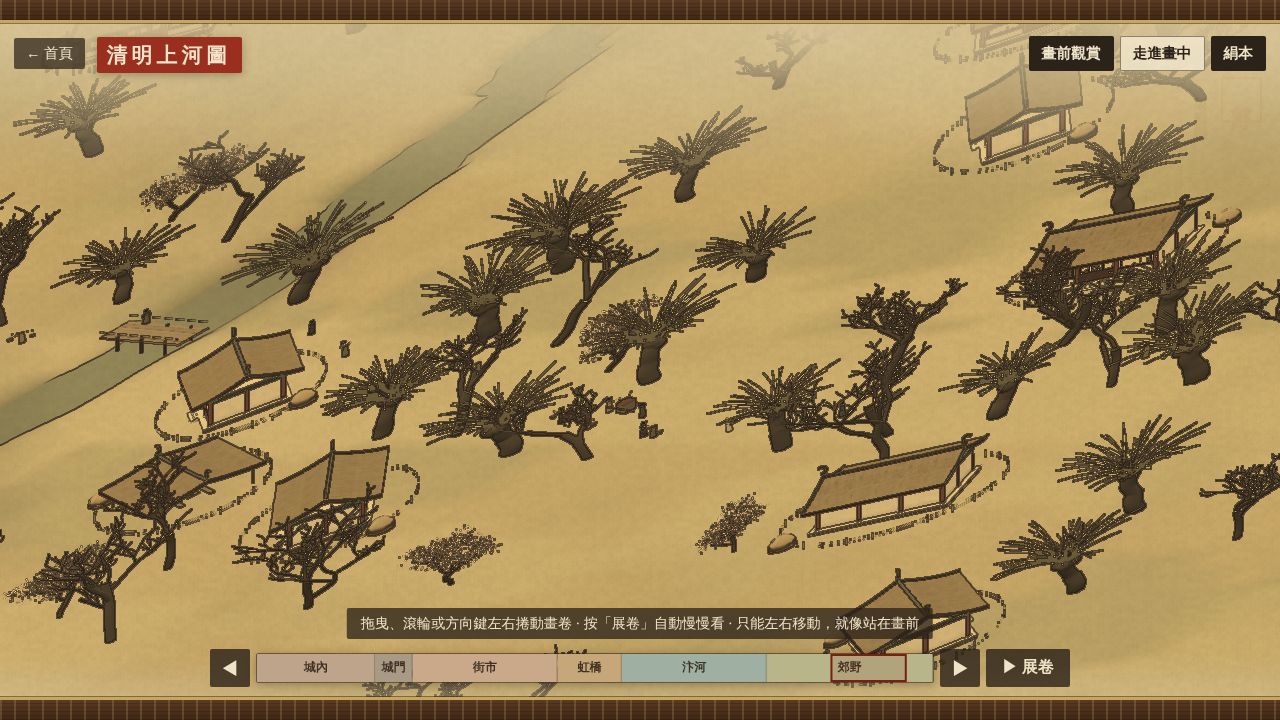 ← 首頁
清明上河圖
畫前觀賞
走進畫中
絹本
拖曳、滾輪或方向鍵左右捲動畫卷 · 按「展卷」自動慢慢看 · 只能左右移動，就像站在畫前
◀
城內
城門
街市
虹橋
汴河
郊野
▶
▶ 展卷